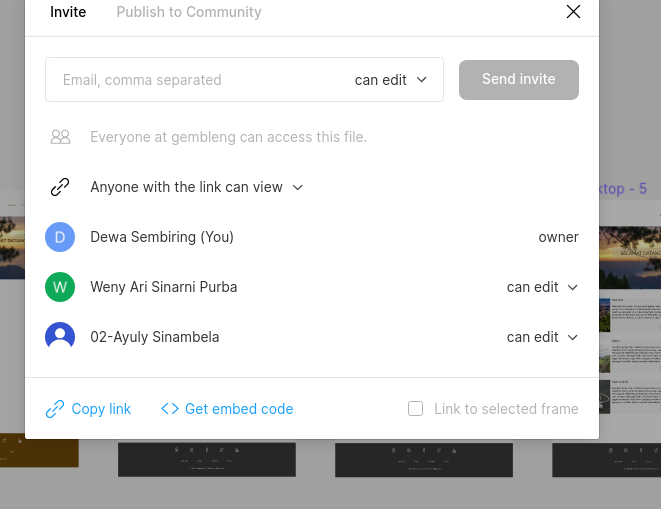 Invite Publish to Community
Email, comma separated can edit Send invite
Everyone at gembleng can access this file.
Anyone with the link can view
D Dewa Sembiring (You) owner
W Weny Ari Sinarni Purba can edit
02-Ayuly Sinambela can edit
Copy link Get embed code Link to selected frame
ktop - 5